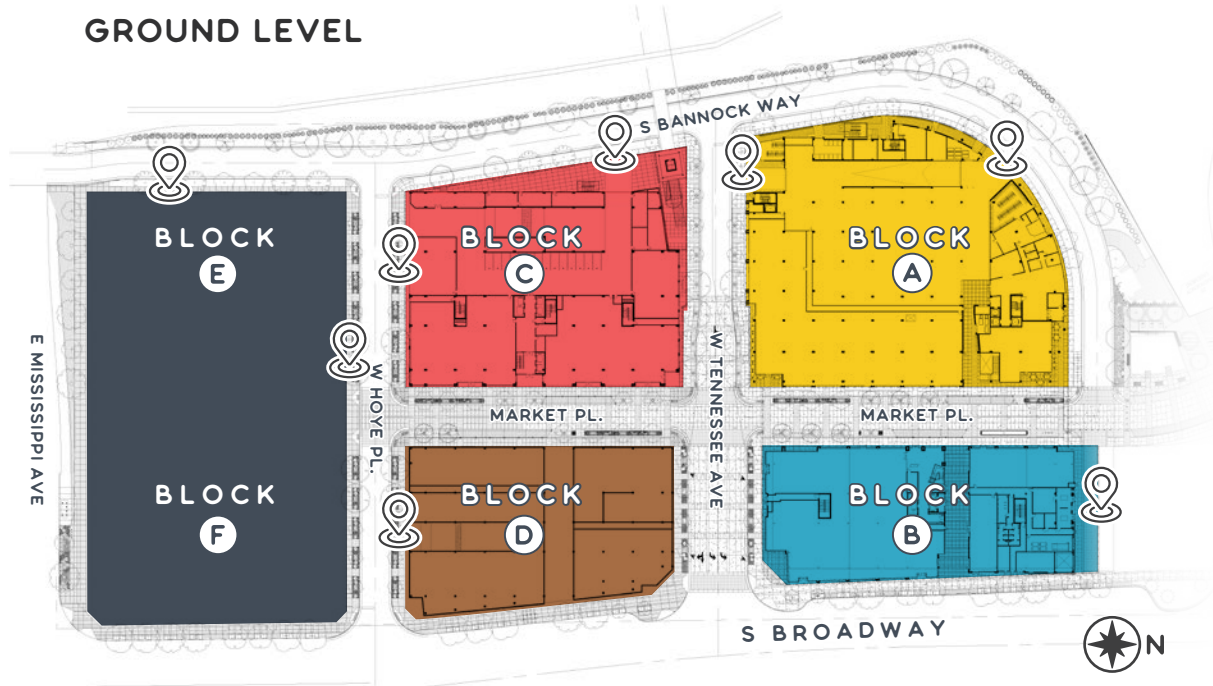 GROUND LEVEL
S BANNOCK WAY
BLOCK
E
BLOCK
C
BLOCK
A
E MISSISSIPPI AVE
W HOYE PL.
W TENNESSEE AVE
MARKET PL.
MARKET PL.
BLOCK
F
BLOCK
D
BLOCK
B
S BROADWAY
N